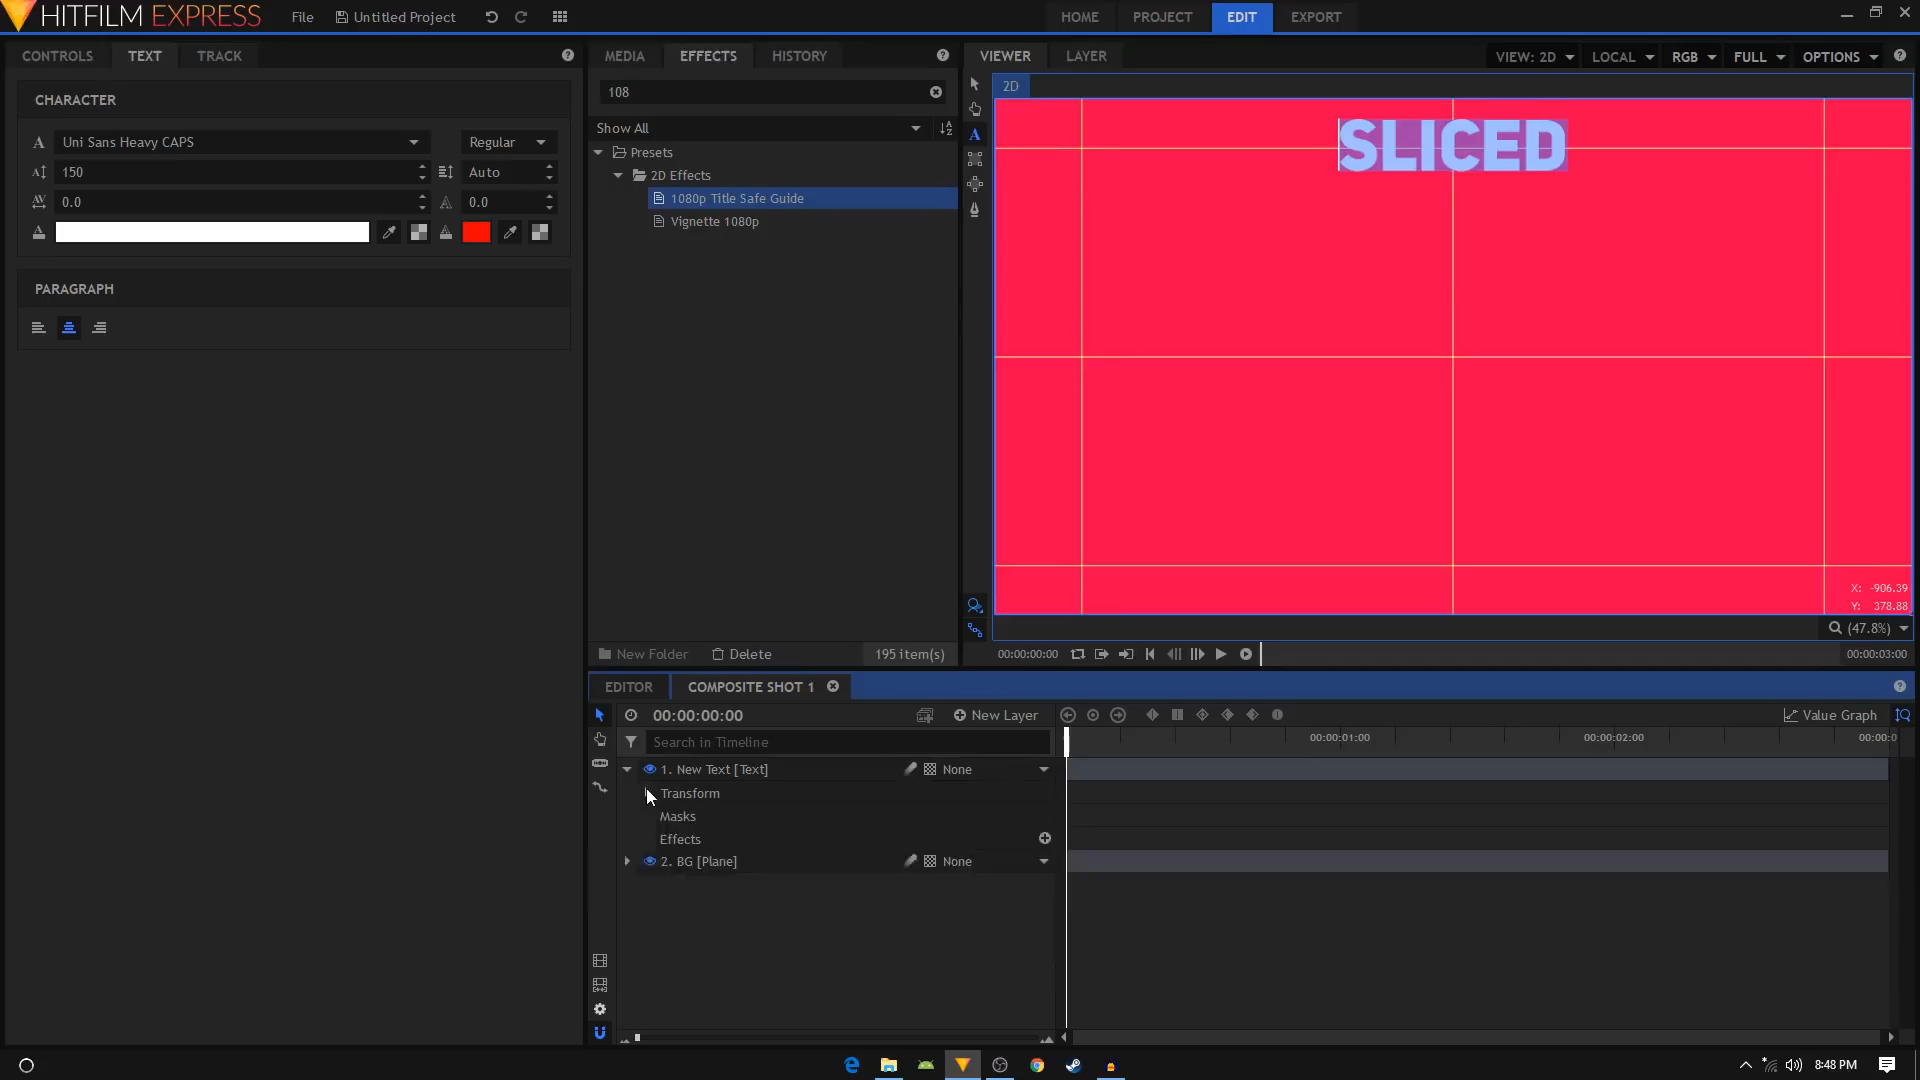 HITFILM EXPRESS
File
Untitled Project
HOME
PROJECT
EDIT
EXPORT
CONTROLS
TEXT
TRACK
CHARACTER
A
Uni Sans Heavy CAPS
Regular
150
Auto
0.0
0.0
PARAGRAPH
MEDIA
EFFECTS
HISTORY
108
Show All
Presets
2D Effects
1080p Title Safe Guide
Vignette 1080p
New Folder
Delete
195 item(s)
VIEWER
LAYER
VIEW: 2D
LOCAL
RGB
FULL
OPTIONS
2D
A
SLICED
X: -906.39
Y: 378.88
(47.8%)
00:00:00:00
00:00:03:00
EDITOR
COMPOSITE SHOT 1
00:00:00:00
New Layer
Value Graph
Search in Timeline
00:00:01:00
00:00:02:00
00:00:0
1. New Text [Text]
None
Transform
Masks
Effects
2. BG [Plane]
None
8:48 PM